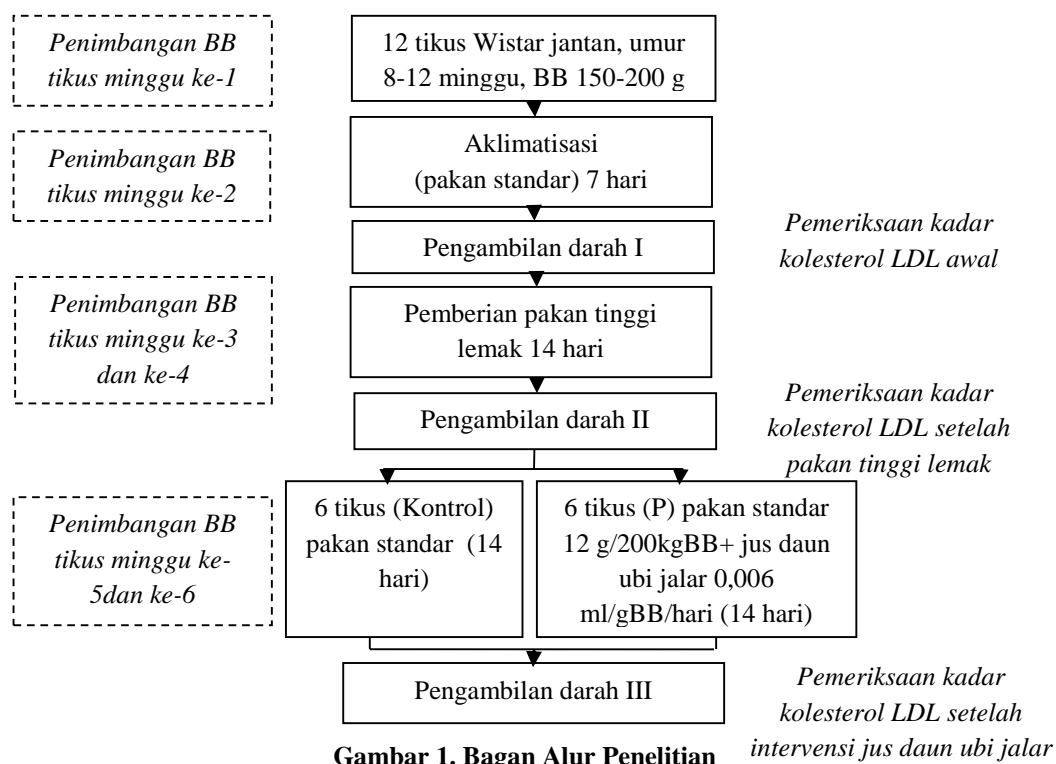 Penimbangan BB
tikus minggu ke-1
12 tikus Wistar jantan, umur
8-12 minggu, BB 150-200 g
Penimbangan BB
tikus minggu ke-2
Aklimatisasi
(pakan standar) 7 hari
Pengambilan darah I
Pemeriksaan kadar
kolesterol LDL awal
Penimbangan BB
tikus minggu ke-3
dan ke-4
Pemberian pakan tinggi
lemak 14 hari
Pengambilan darah II
Pemeriksaan kadar
kolesterol LDL setelah
pakan tinggi lemak
Penimbangan BB
tikus minggu ke-
5dan ke-6
6 tikus (Kontrol)
pakan standar (14
hari)
6 tikus (P) pakan standar
12 g/200kgBB+ jus daun
ubi jalar 0,006
ml/gBB/hari (14 hari)
Pengambilan darah III
Pemeriksaan kadar
kolesterol LDL setelah
intervensi jus daun ubi jalar
Gambar 1. Bagan Alur Penelitian